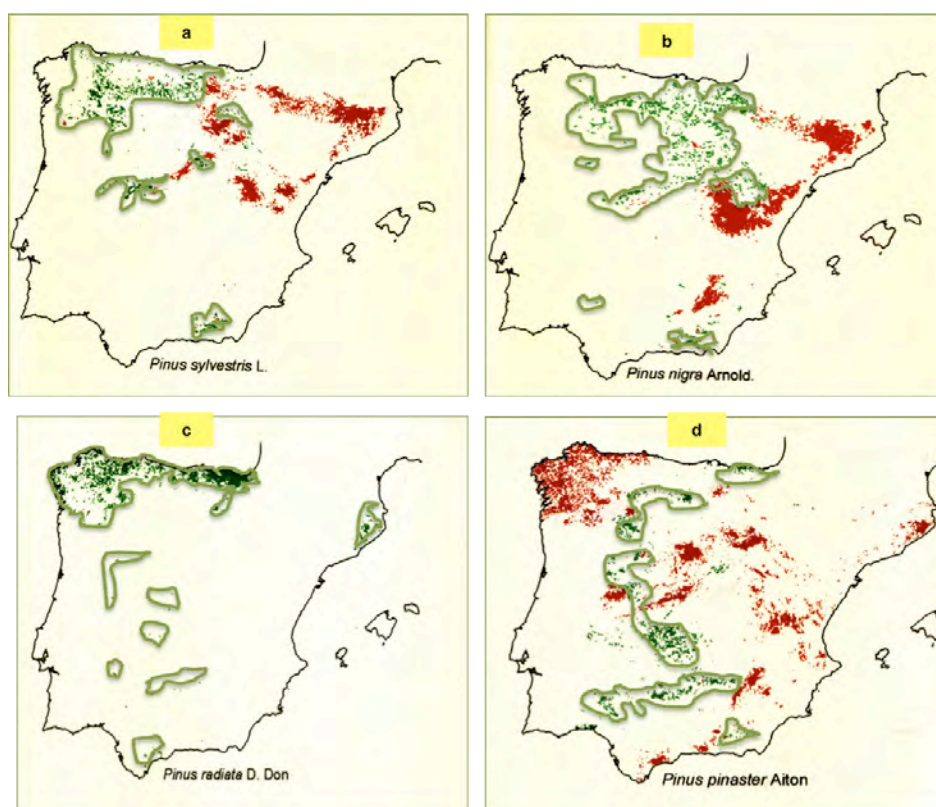 a
b
Pinus sylvestris L.
Pinus nigra Arnold.
c
d
Pinus radiata D. Don
Pinus pinaster Aiton